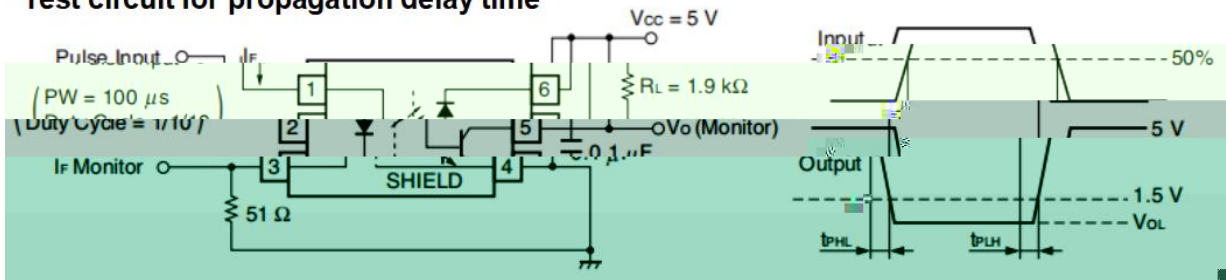 Test circuit for propagation delay time
Vcc = 5 V
Pulse Input
IF
Input
50%
1
6
RL = 1.9 kΩ
( PW = 100 μs
Duty Cycle = 1/10 )
2
5
Vo (Monitor)
5 V
0.1 μF
IF Monitor
3
4
SHIELD
Output
51 Ω
1.5 V
VOL
tPHL
tPLH